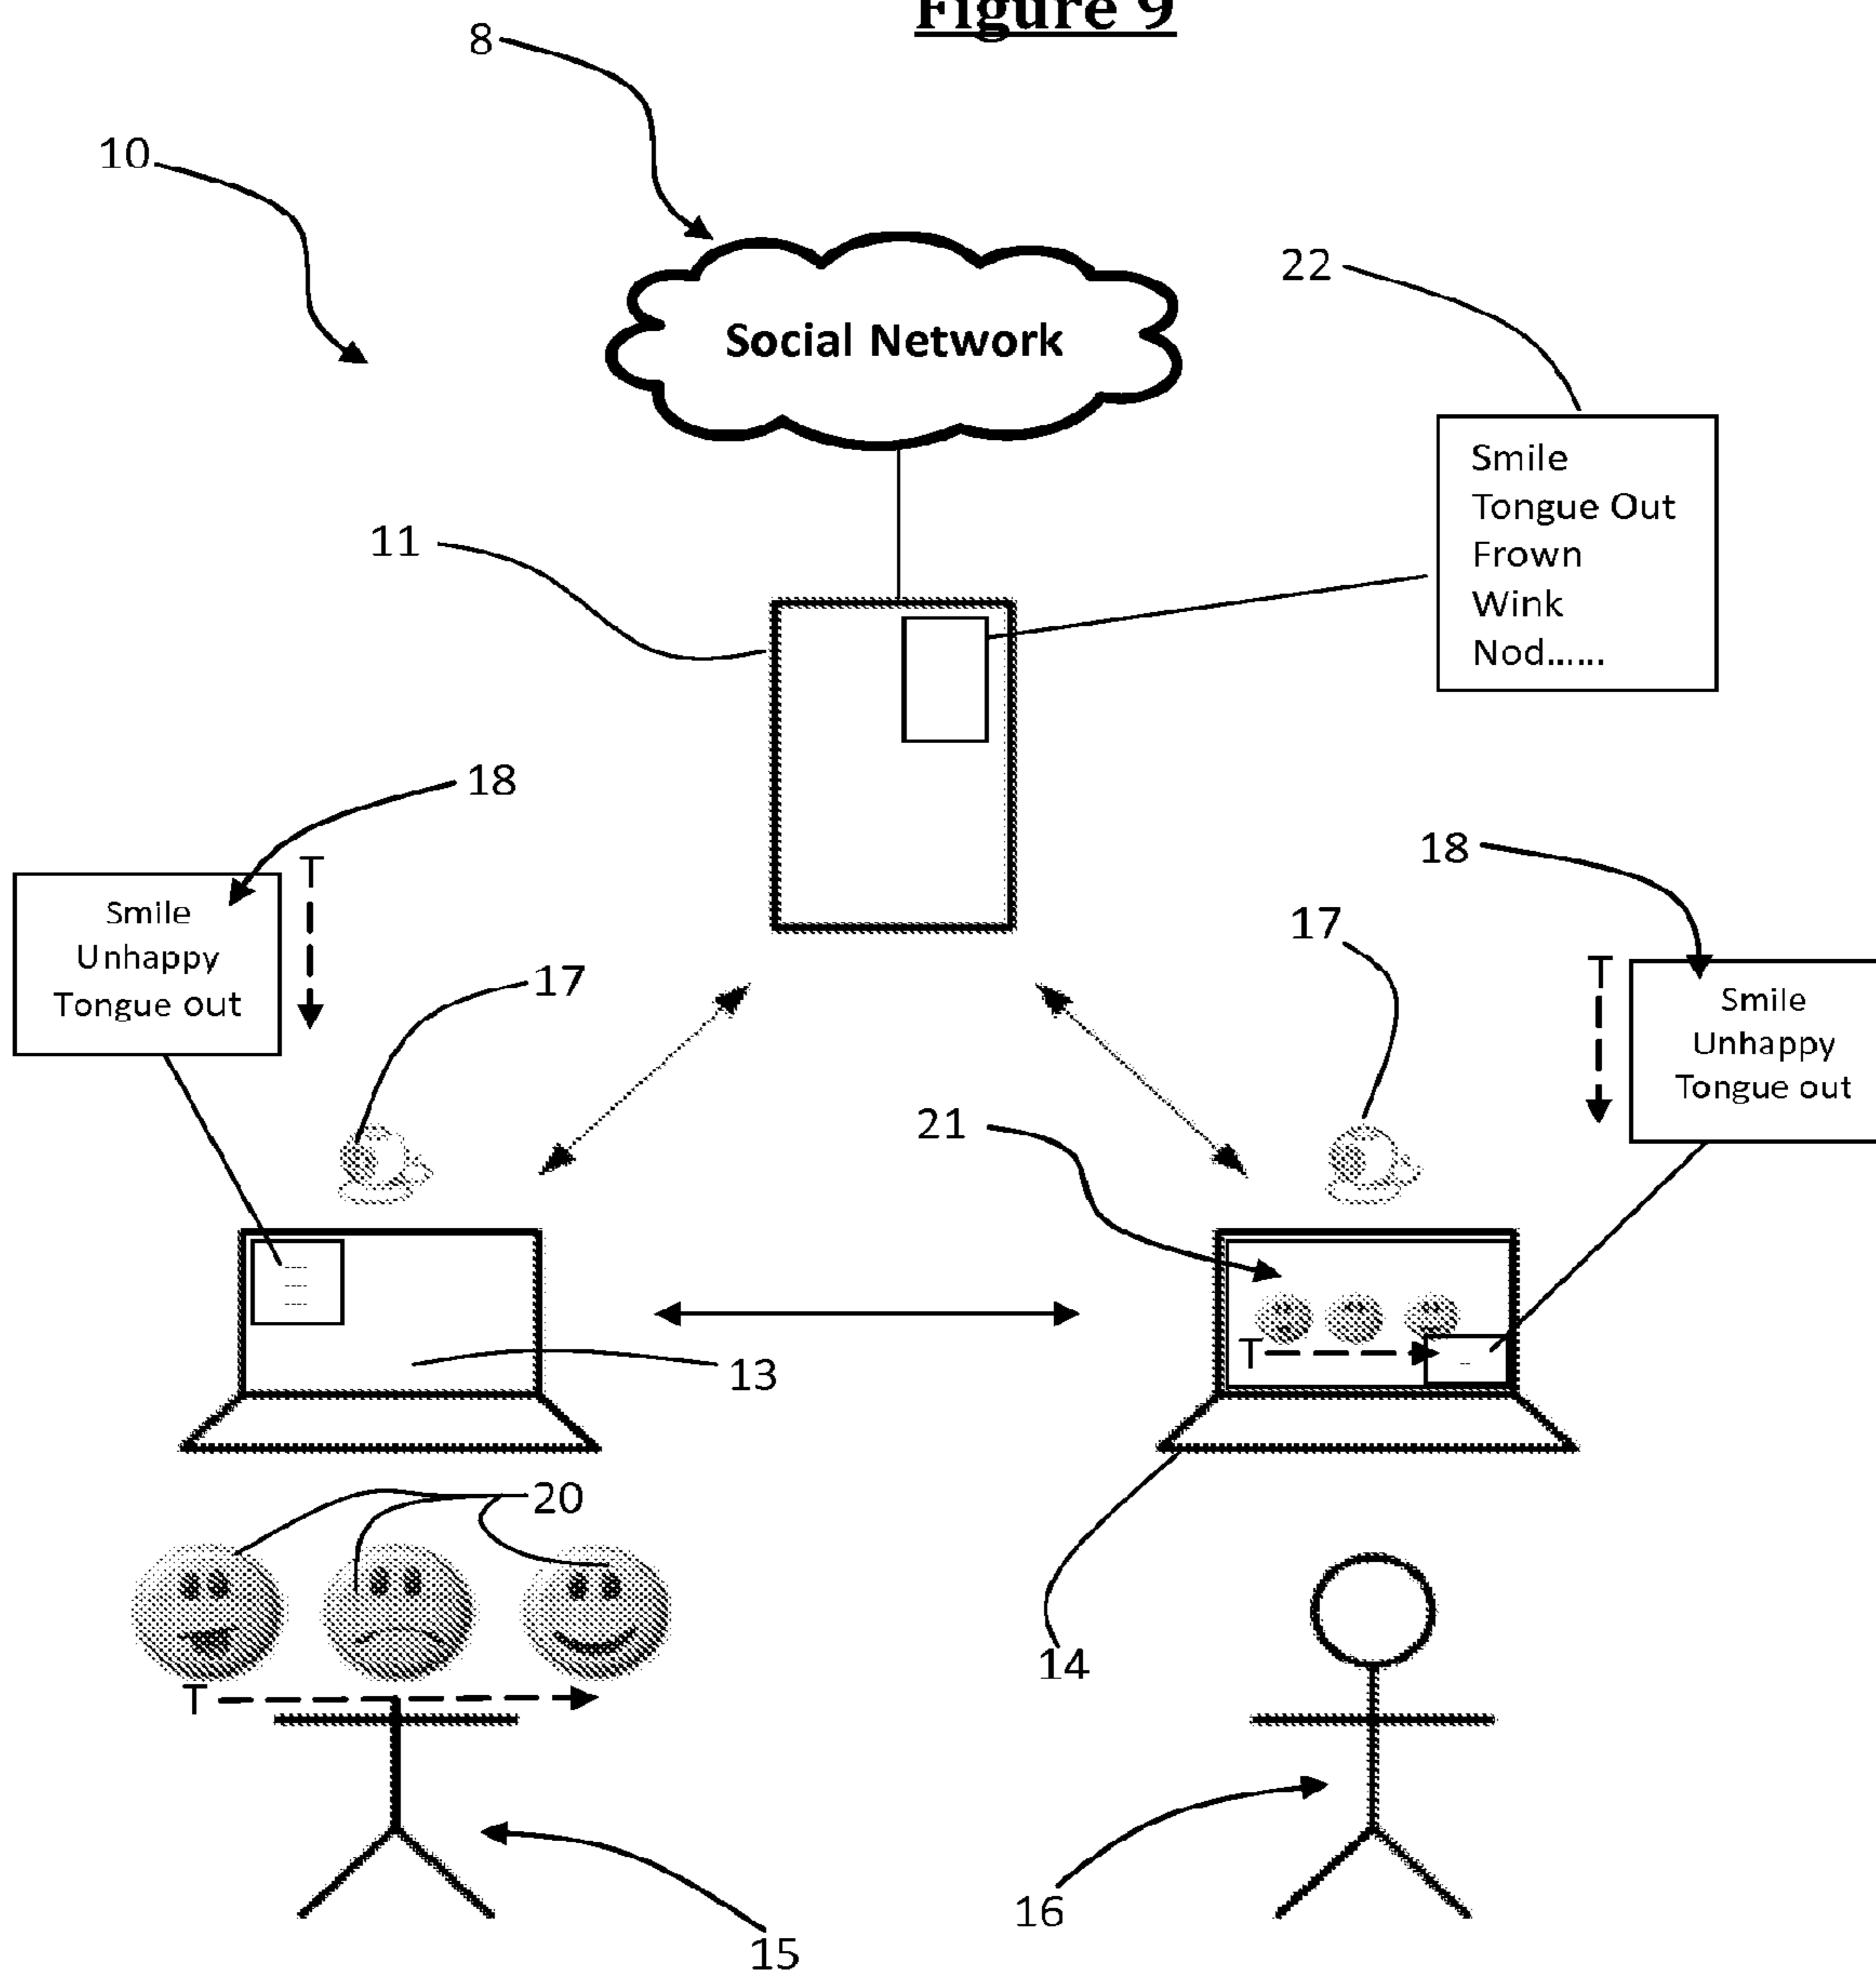 Figure 9
8
10
Social Network
22
Smile
Tongue Out
Frown
Wink
Nod......
11
18
T
Smile
Unhappy
Tongue out
18
17
T
Smile
Unhappy
Tongue out
17
21
T
13
20
14
T
16
15